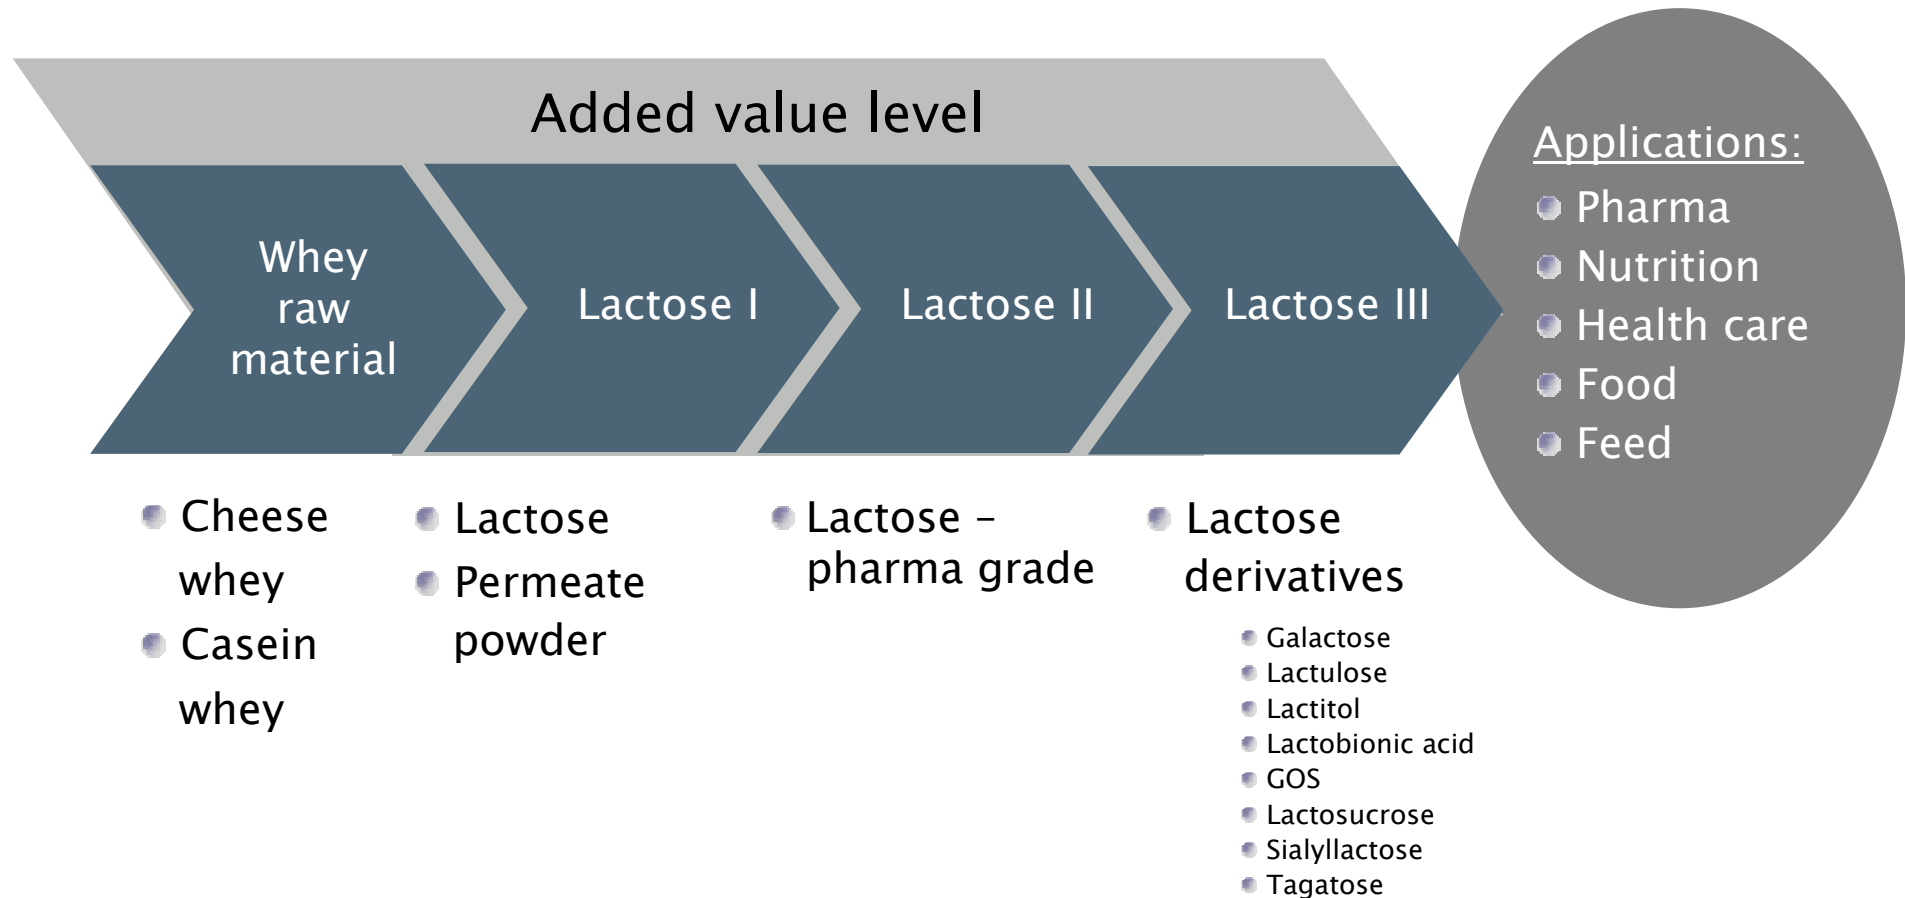 Added value level
Whey
raw
material
Lactose I
Lactose II
Lactose III
Applications:
Pharma
Nutrition
Health care
Food
Feed
Cheese
whey
Casein
whey
Lactose
Permeate
powder
Lactose –
pharma grade
Lactose
derivatives
Galactose
Lactulose
Lactitol
Lactobionic acid
GOS
Lactosucrose
Sialyllactose
Tagatose